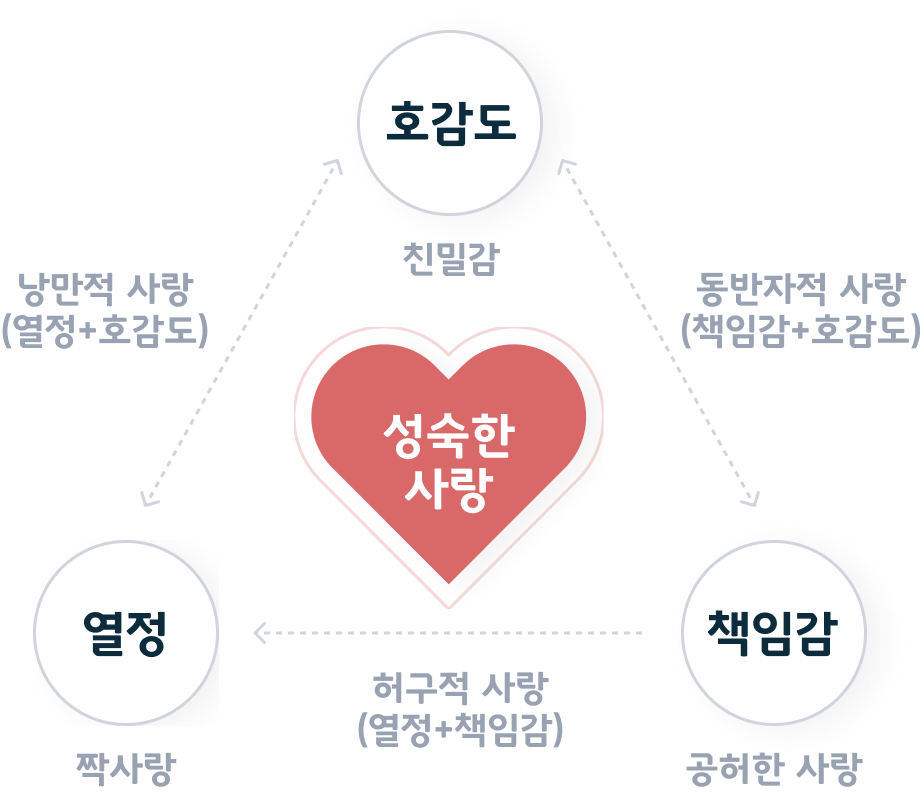 호감도
친밀감
낭만적 사랑
(열정+호감도)
동반자적 사랑
(책임감+호감도)
성숙한
사랑
열정
책임감
허구적 사랑
(열정+책임감)
짝사랑
공허한 사랑